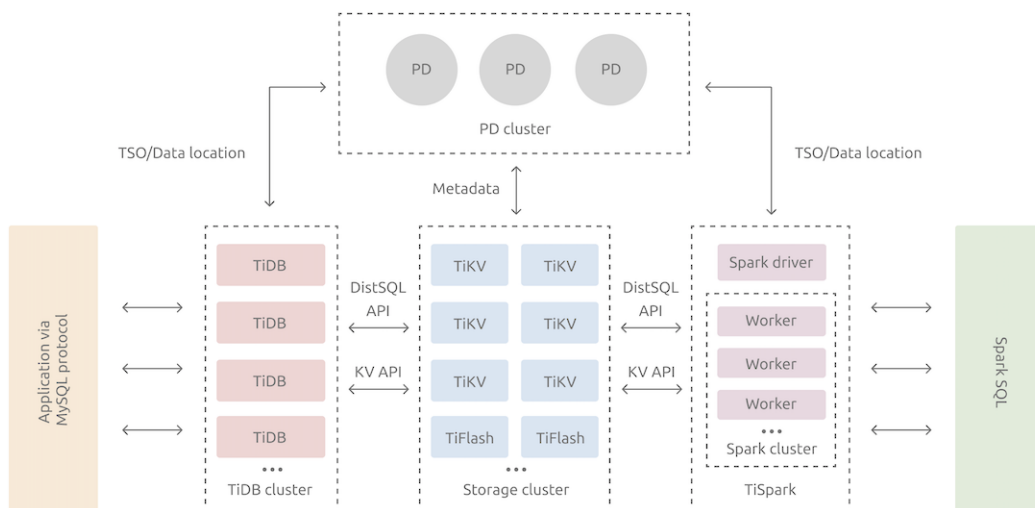 PD PD PD
PD cluster
TSO/Data location
TSO/Data location
Metadata
Application via
MySQL protocol
TiDB
TiDB
TiDB
TiDB
TiDB cluster
DistSQL
API
KV API
TiKV TiKV
TiKV TiKV
TiKV TiKV
TiFlash TiFlash
Storage cluster
DistSQL
API
KV API
Spark driver
Worker
Worker
Worker
Spark cluster
TiSpark
Spark SQL